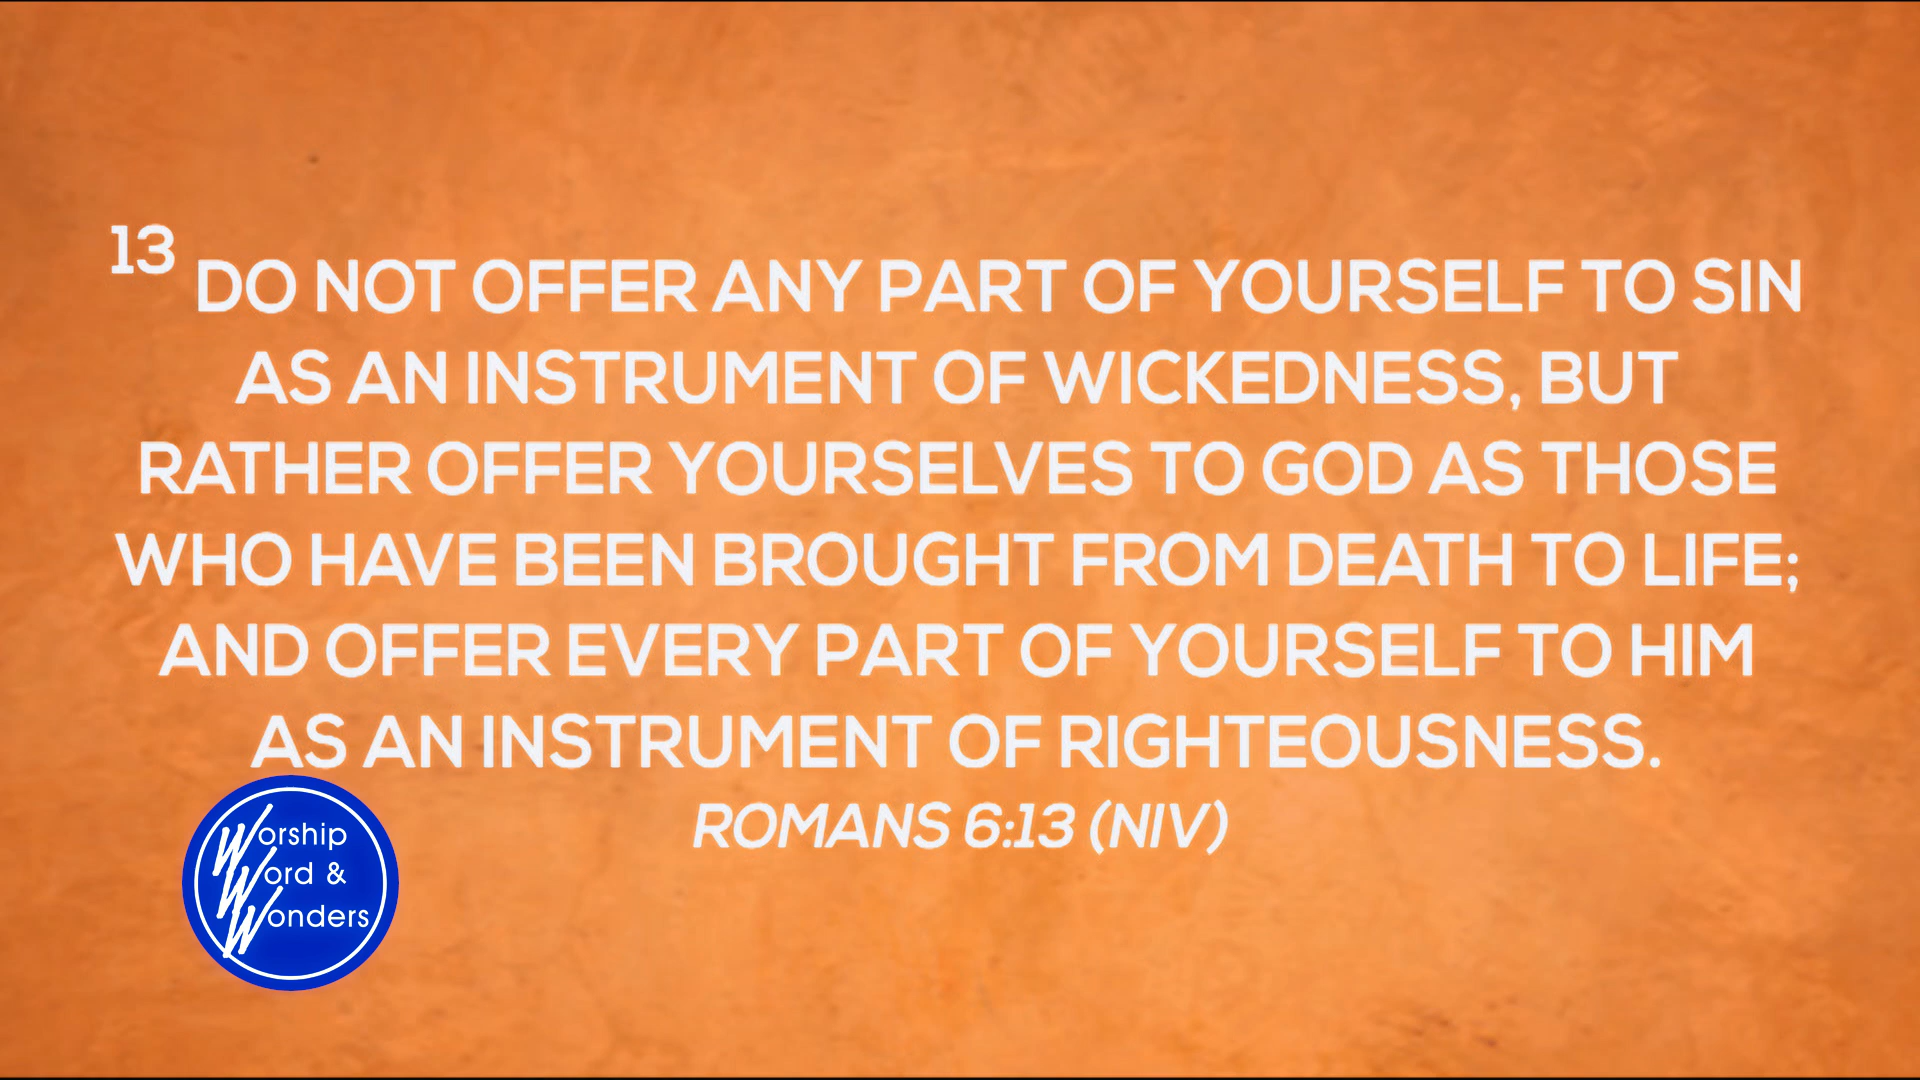 13 DO NOT OFFER ANY PART OF YOURSELF TO SIN
AS AN INSTRUMENT OF WICKEDNESS, BUT
RATHER OFFER YOURSELVES TO GOD AS THOSE
WHO HAVE BEEN BROUGHT FROM DEATH TO LIFE;
AND OFFER EVERY PART OF YOURSELF TO HIM
AS AN INSTRUMENT OF RIGHTEOUSNESS.
ROMANS 6:13 (NIV)
Worship
Word &
Wonders